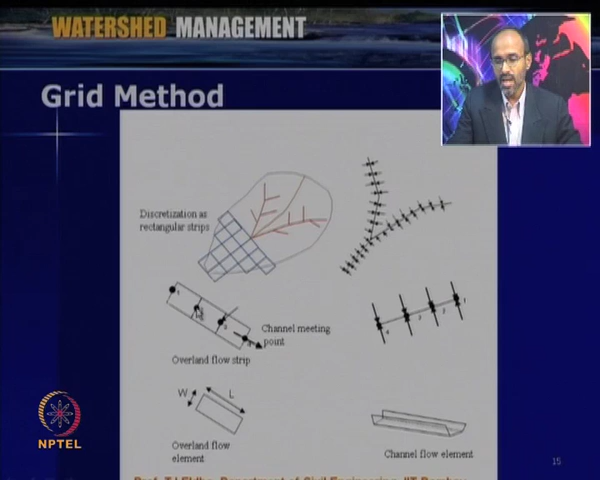 WATERSHED MANAGEMENT
Grid Method
Discretization as
rectangular strips
Channel meeting
point
Overland flow strip
W
L
Overland flow
element
Channel flow element
NPTEL
15